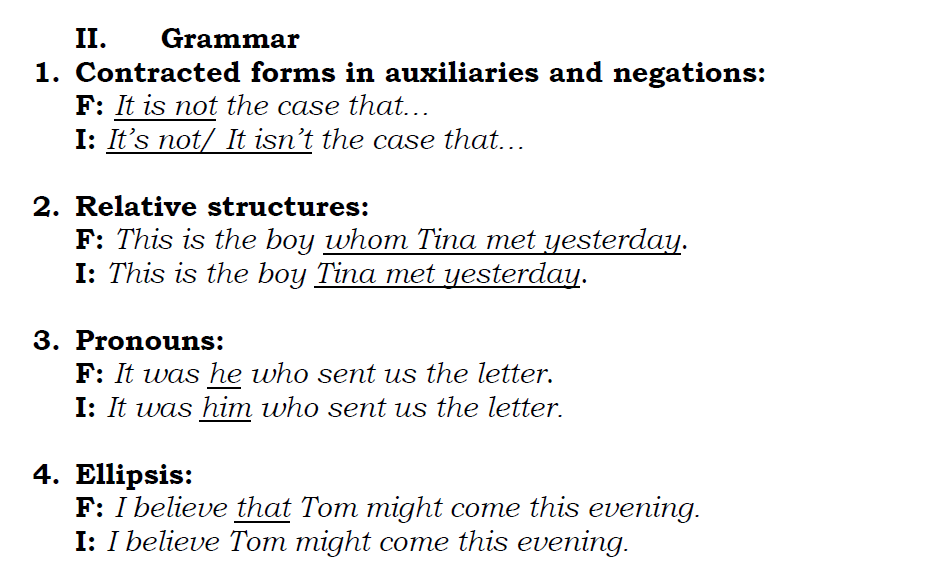 II. Grammar
1. Contracted forms in auxiliaries and negations:
F: It is not the case that…
I: It’s not/ It isn’t the case that…
2. Relative structures:
F: This is the boy whom Tina met yesterday.
I: This is the boy Tina met yesterday.
3. Pronouns:
F: It was he who sent us the letter.
I: It was him who sent us the letter.
4. Ellipsis:
F: I believe that Tom might come this evening.
I: I believe Tom might come this evening.